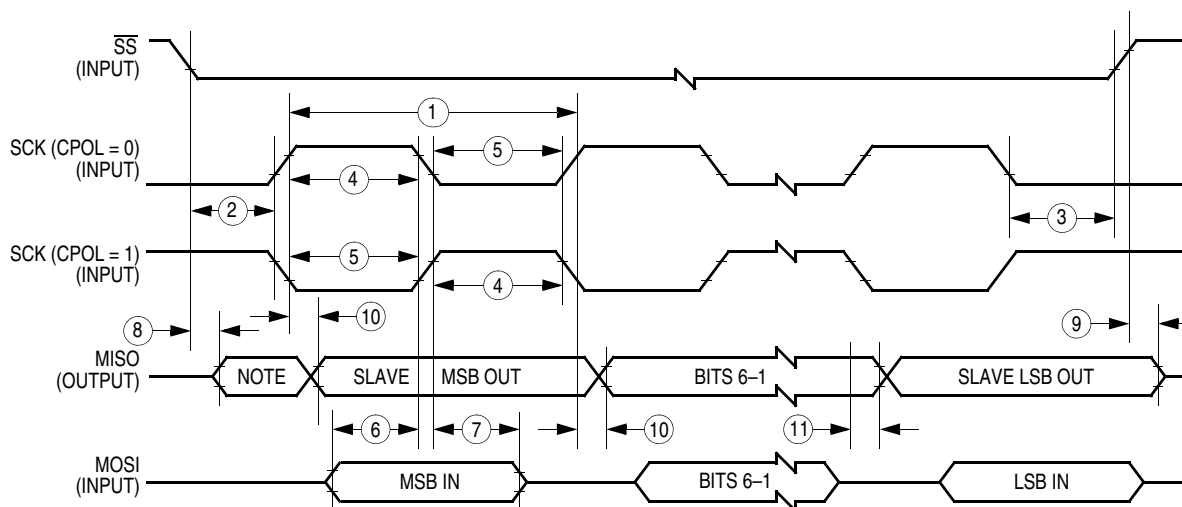 SS
(INPUT)
1
SCK (CPOL = 0)
(INPUT)
5
4
2
3
SCK (CPOL = 1)
(INPUT)
5
4
8
10
9
MISO
(OUTPUT)
NOTE
SLAVE MSB OUT
BITS 6–1
SLAVE LSB OUT
6
7
10
11
MOSI
(INPUT)
MSB IN
BITS 6–1
LSB IN